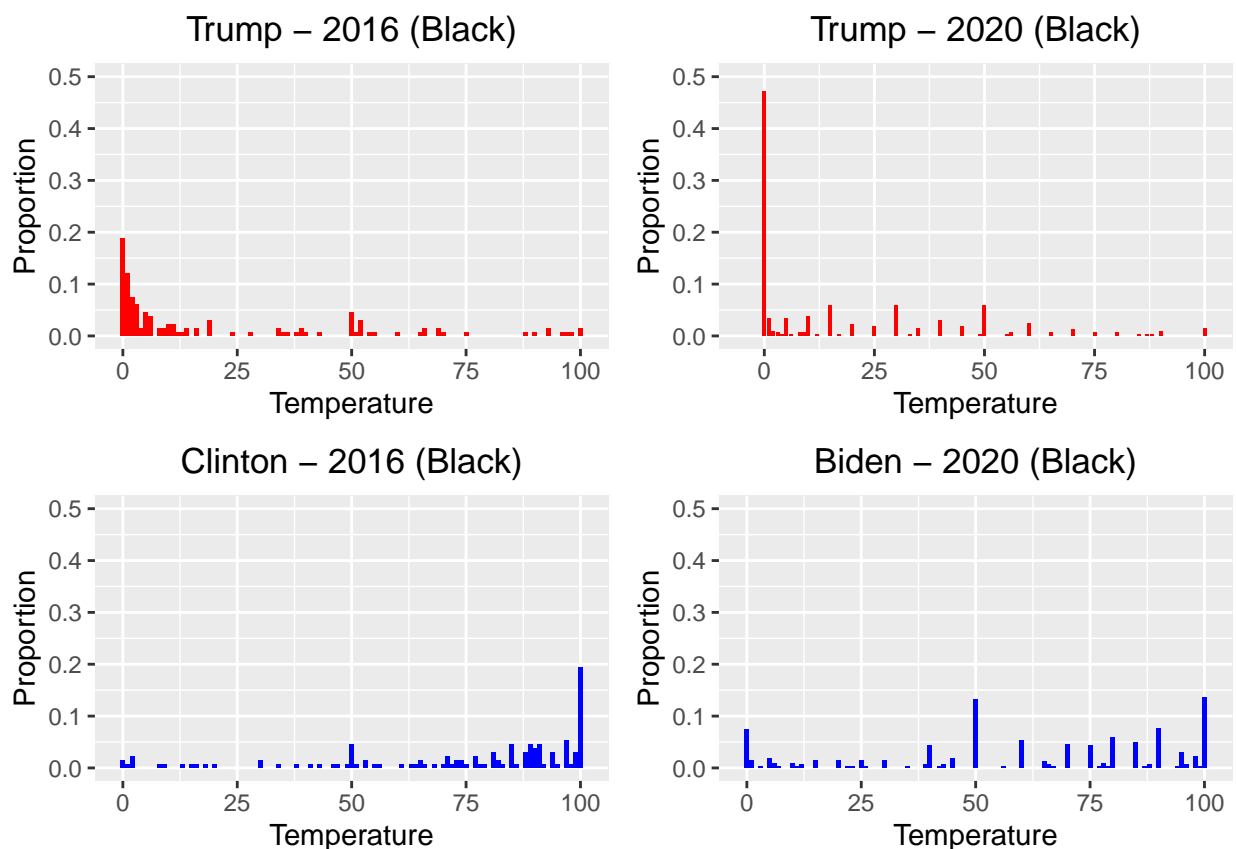 Trump – 2016 (Black)
0.5
0.4
0.3
0.2
0.1
0.0
Proportion
0 25 50 75 100
Temperature
Trump – 2020 (Black)
0.5
0.4
0.3
0.2
0.1
0.0
Proportion
0 25 50 75 100
Temperature
Clinton – 2016 (Black)
0.5
0.4
0.3
0.2
0.1
0.0
Proportion
0 25 50 75 100
Temperature
Biden – 2020 (Black)
0.5
0.4
0.3
0.2
0.1
0.0
Proportion
0 25 50 75 100
Temperature